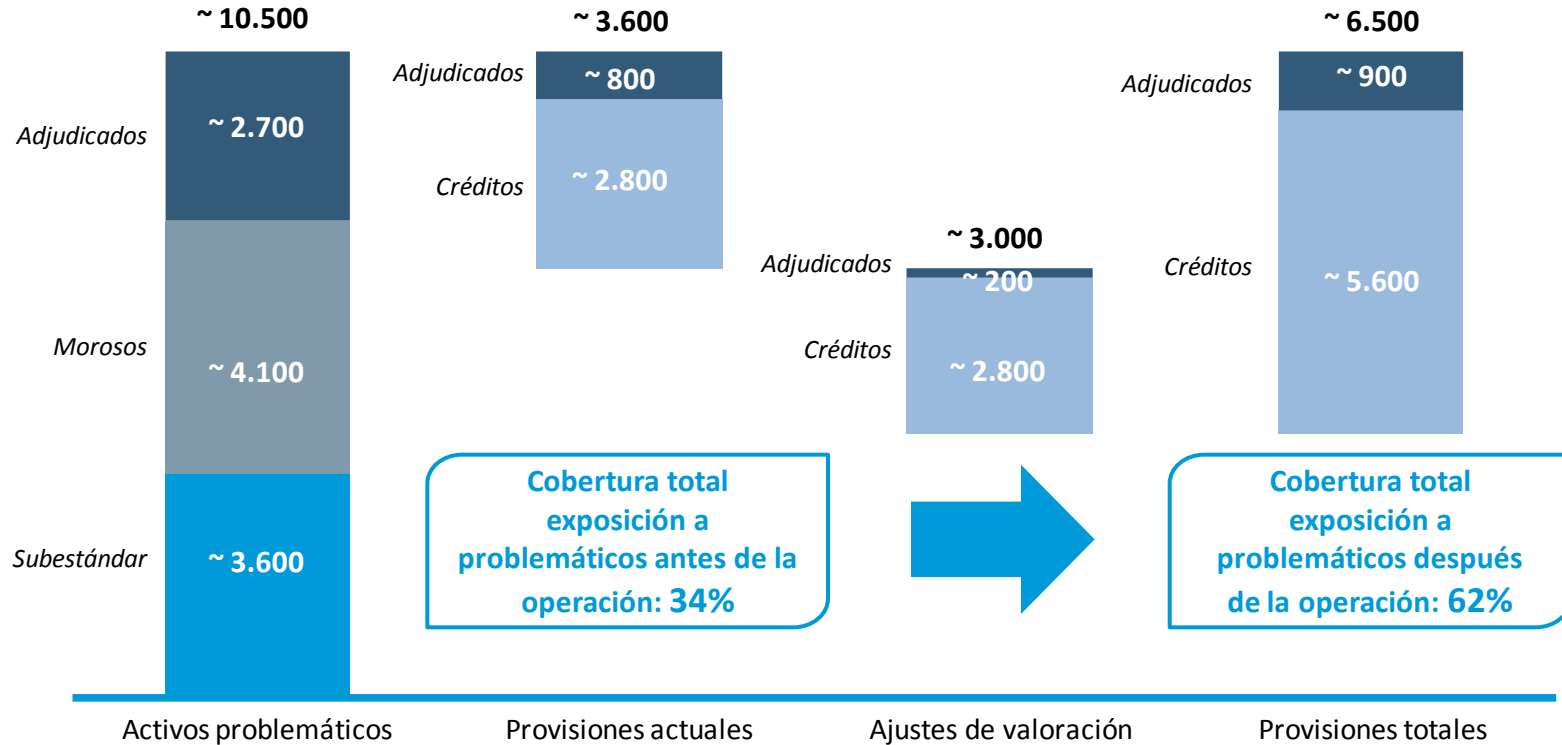 ~ 10.500
Adjudicados
~ 2.700
Morosos
~ 4.100
Subestándar
~ 3.600
~ 3.600
Adjudicados
~ 800
Créditos
~ 2.800
Cobertura total
exposición a
problemáticos antes de la
operación: 34%
~ 3.000
Adjudicados
~ 200
Créditos
~ 2.800
~ 6.500
Adjudicados
~ 900
Créditos
~ 5.600
Cobertura total
exposición a
problemáticos después
de la operación: 62%
Activos problemáticos
Provisiones actuales
Ajustes de valoración
Provisiones totales